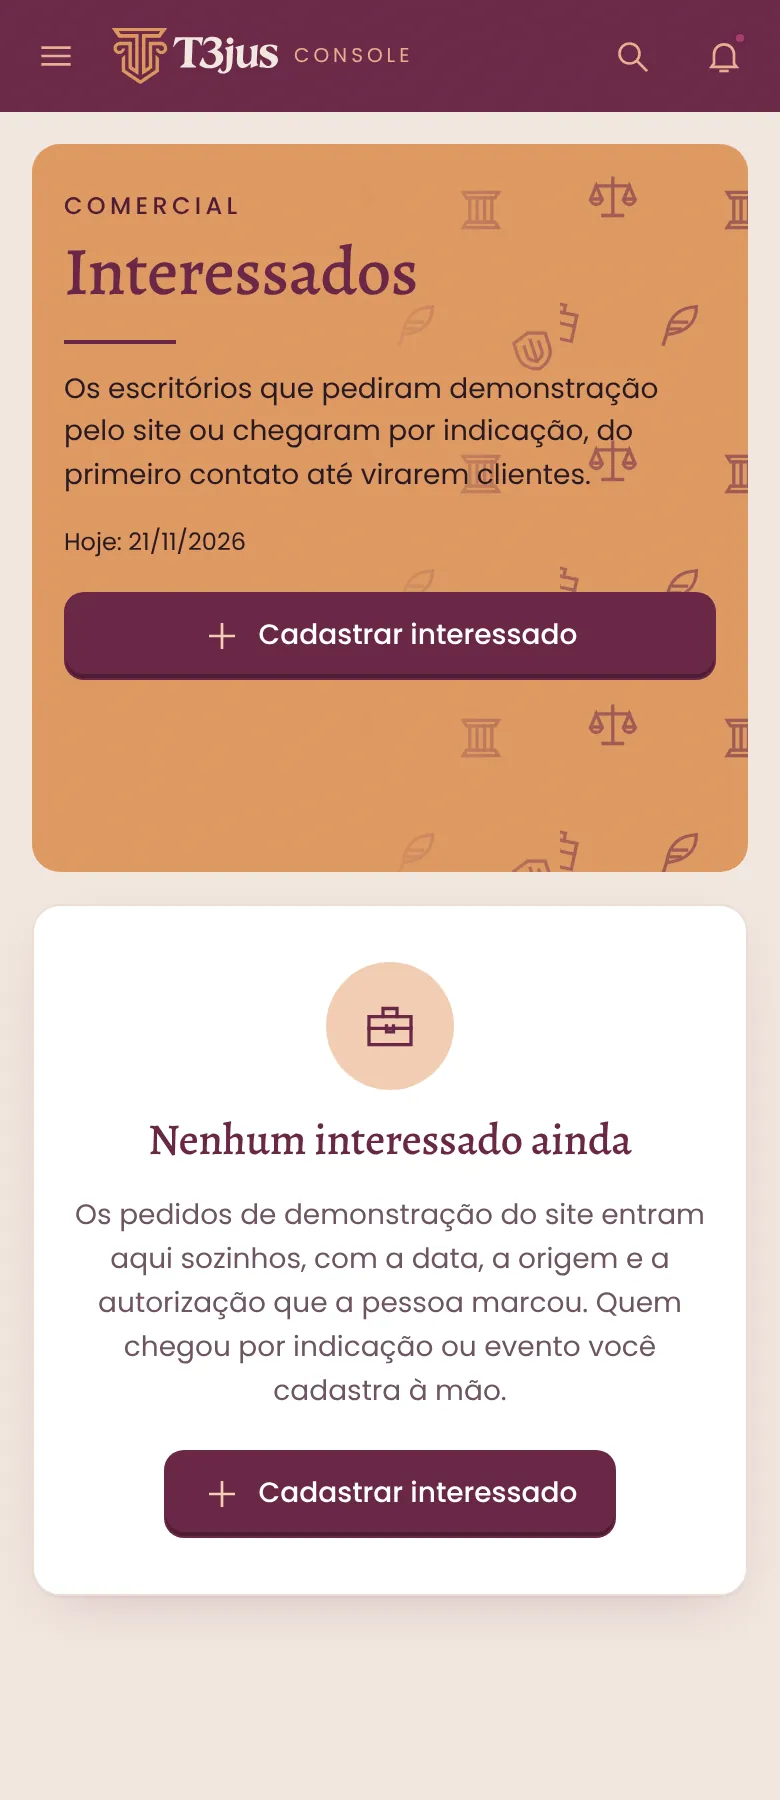 T3jus CONSOLE
COMERCIAL
Interessados
Os escritórios que pediram demonstração
pelo site ou chegaram por indicação, do
primeiro contato até virarem clientes.
Hoje: 21/11/2026
Cadastrar interessado
Nenhum interessado ainda
Os pedidos de demonstração do site entram
aqui sozinhos, com a data, a origem e a
autorização que a pessoa marcou. Quem
chegou por indicação ou evento você
cadastra à mão.
Cadastrar interessado